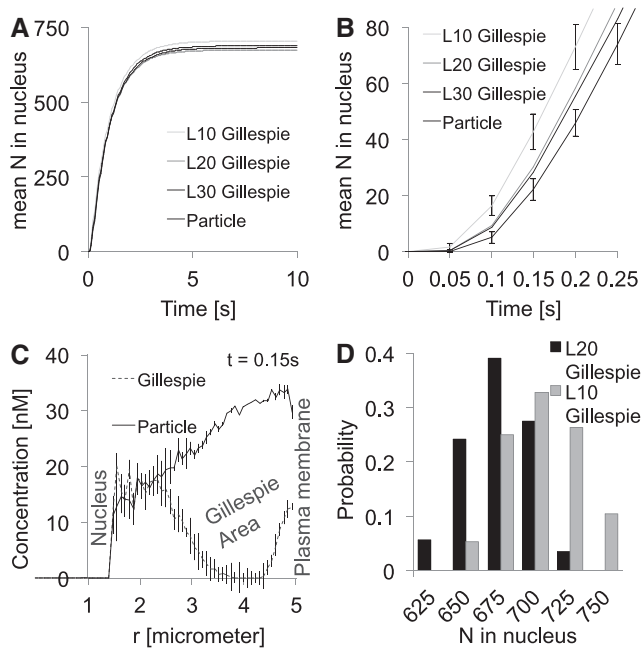 A
mean N in nucleus
750
500
250
0
L10 Gillespie
L20 Gillespie
L30 Gillespie
Particle
0
5
10
Time [s]
B
mean N in nucleus
80
60
40
20
0
L10 Gillespie
L20 Gillespie
L30 Gillespie
Particle
0
0.05
0.1
0.15
0.2
0.25
Time [s]
C
Concentration [nM]
40
30
20
10
0
t = 0.15s
Gillespie
Particle
Nucleus
Gillespie
Area
Plasma membrane
1
2
3
4
5
r [micrometer]
D
Probability
0.4
0.3
0.2
0.1
0
L20
Gillespie
L10
Gillespie
625
650
675
700
725
750
N in nucleus